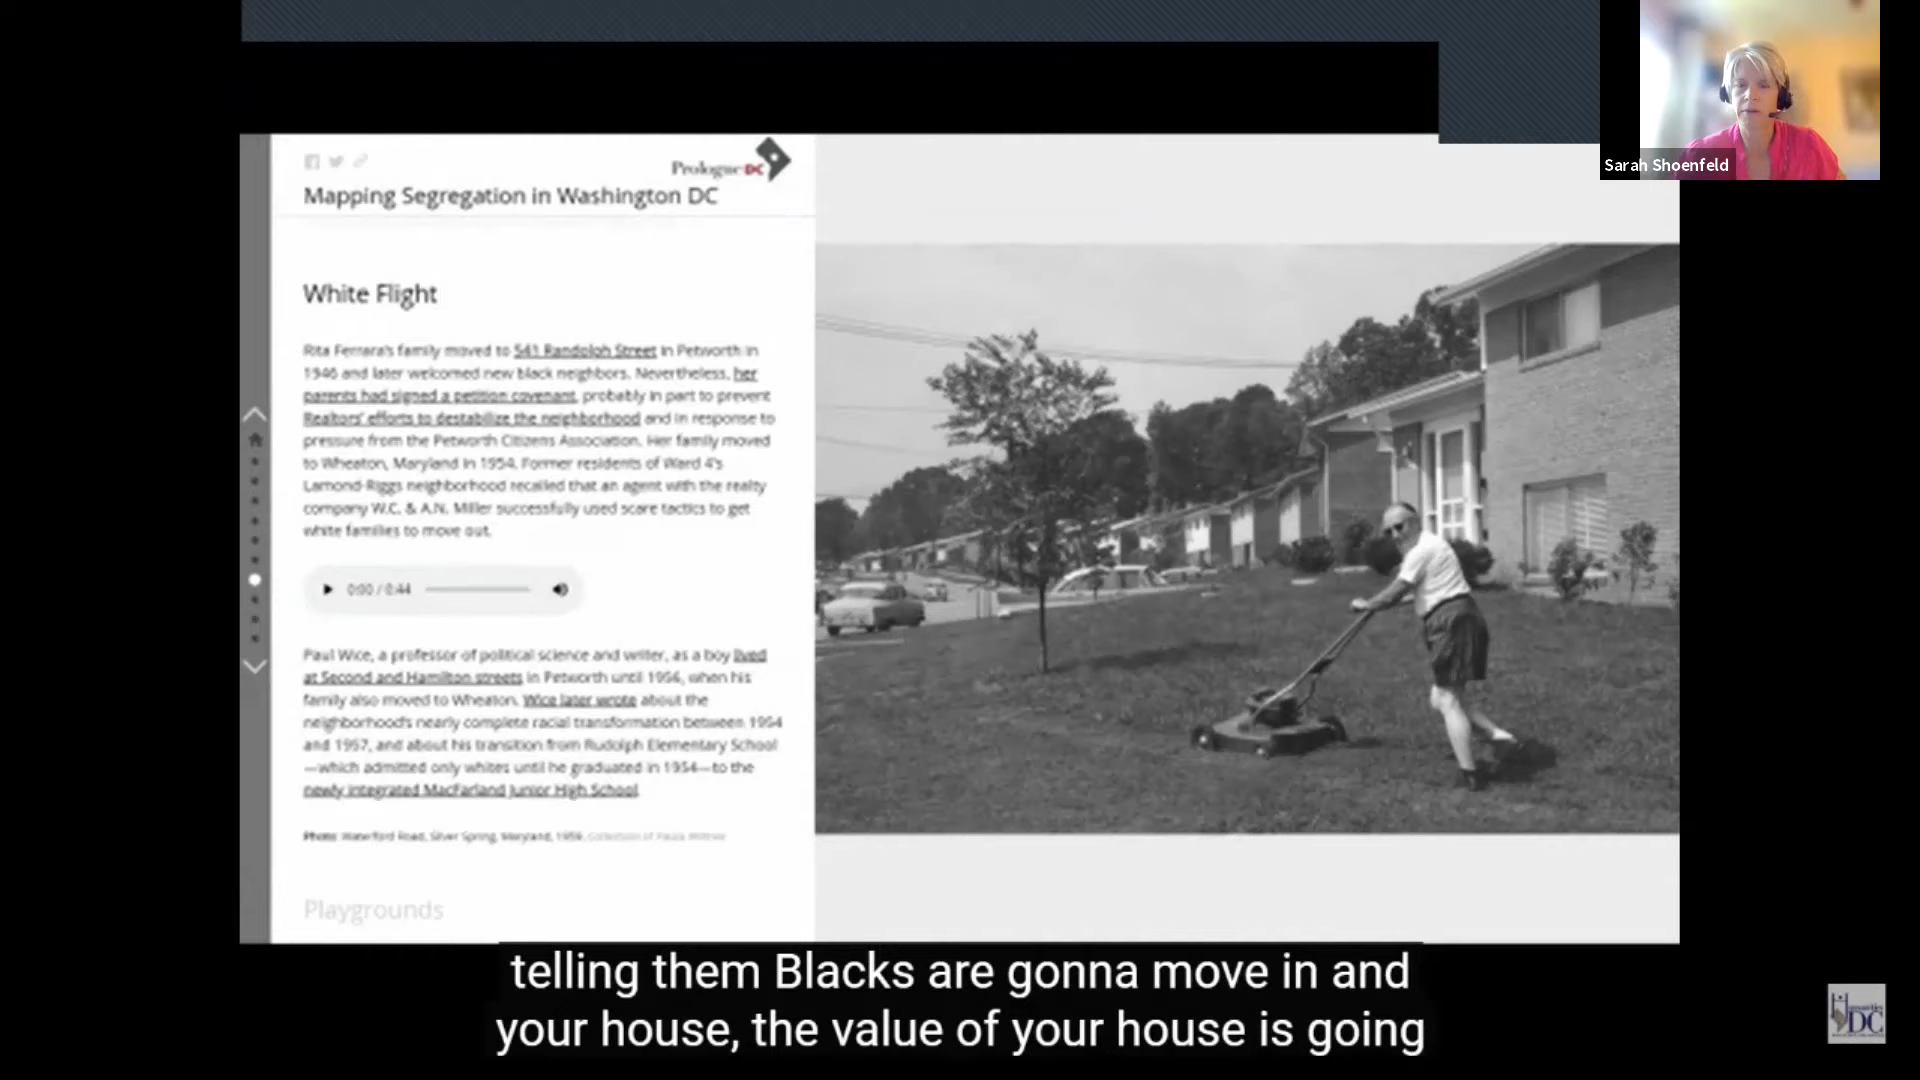 Sarah Shoenfeld
PrologueDC
Mapping Segregation in Washington DC
White Flight
Rita Ferrara's family moved to 541 Randolph Street in Petworth in
1946 and later welcomed new black neighbors. Nevertheless, her
parents had signed a petition covenant, probably in part to prevent
Realtors' efforts to destabilize the neighborhood and in response to
pressure from the Petworth Citizens Association. Her family moved
to Wheaton, Maryland in 1954. Former residents of Ward 4's
Lamond-Riggs neighborhood recalled that an agent with the realty
company W.C. & A.N. Miller successfully used scare tactics to get
white families to move out.
0:00 / 0:44
Paul Wice, a professor of political science and writer, as a boy lived
at Second and Hamilton streets in Petworth until 1956, when his
family also moved to Wheaton. Wice later wrote about the
neighborhood's nearly complete racial transformation between 1954
and 1957, and about his transition from Rudolph Elementary School
—which admitted only whites until he graduated in 1954—to the
newly integrated MacFarland Junior High School.
Photo: Waterford Road, Silver Spring, Maryland, 1956. Collection of Paula
Playgrounds
telling them Blacks are gonna move in and
your house, the value of your house is going
DC